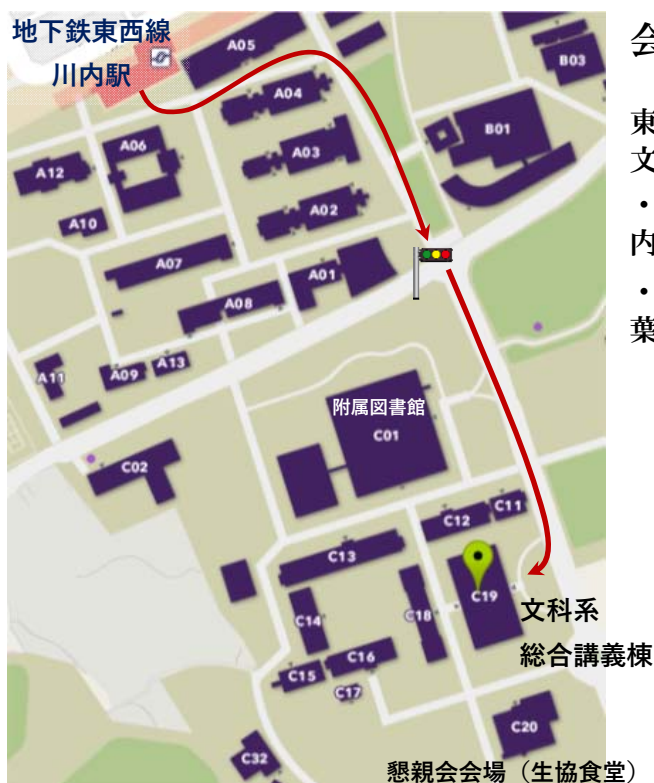 地下鉄東西線
川内駅
会
東
文
・
内
・
葉
A05
A04
A03
A02
A01
A06
A12
A10
A07
A08
A11
A09
A13
B03
B01
附属図書館
C01
C02
C11
C12
C13
C14
C15
C16
C17
C18
C19
文科系
総合講義棟
C20
C32
懇親会会場（生協食堂）